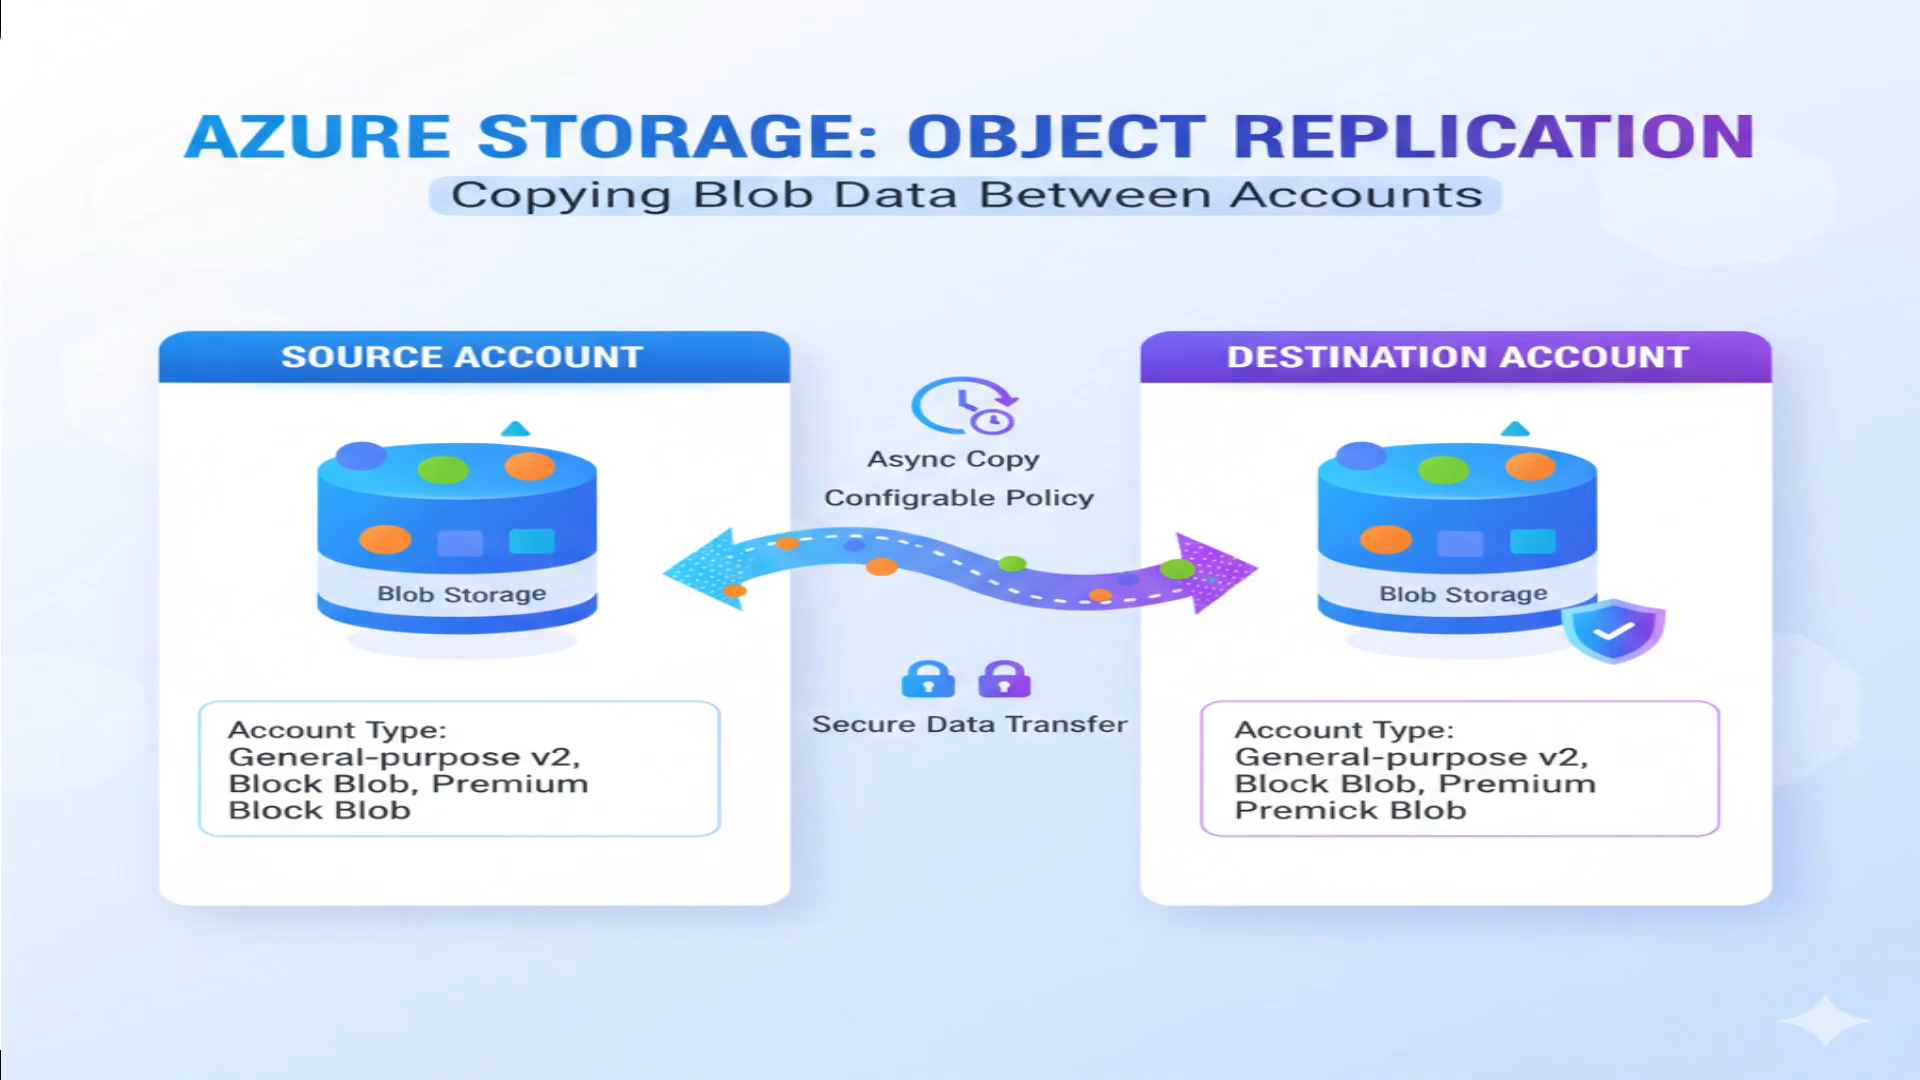 AZURE STORAGE: OBJECT REPLICATION
Copying Blob Data Between Accounts
SOURCE ACCOUNT
Blob Storage
Account Type:
General-purpose v2,
Block Blob, Premium
Block Blob
Async Copy
Configrable Policy
Secure Data Transfer
DESTINATION ACCOUNT
Blob Storage
Account Type:
General-purpose v2,
Block Blob, Premium
Premick Blob